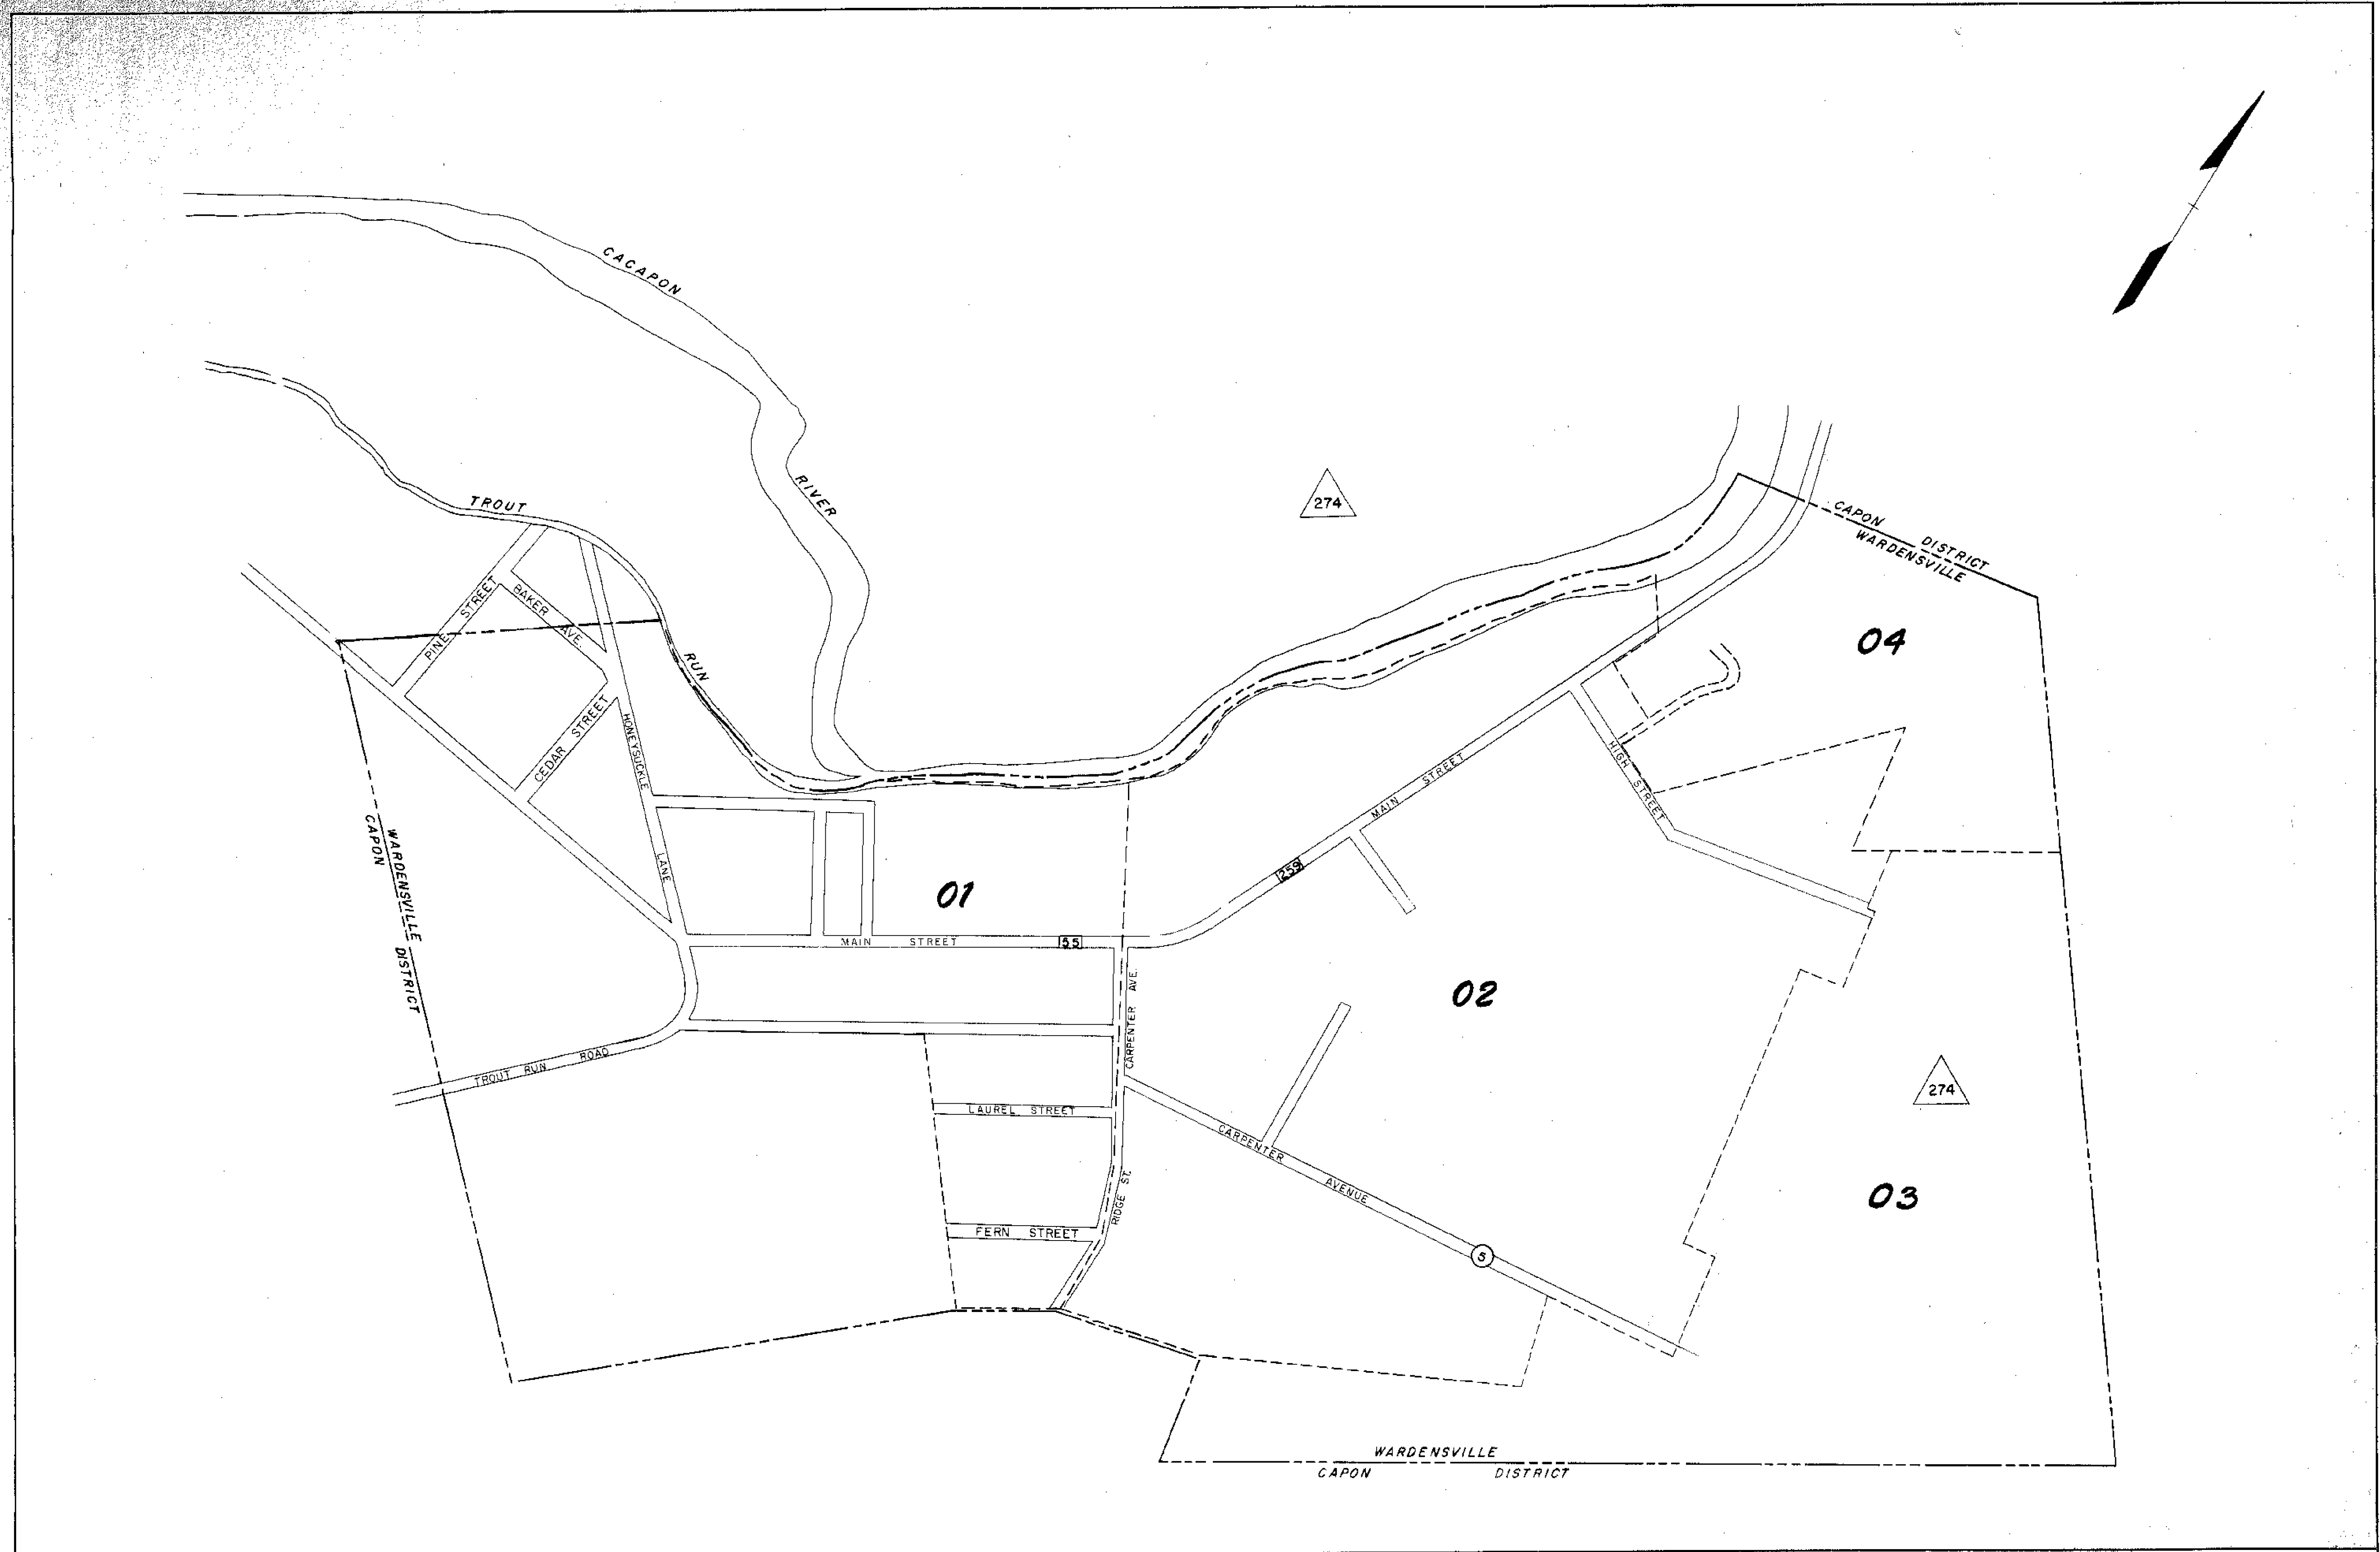 CACAPON
RIVER
TROUT
RUN
274
CAPON DISTRICT
WARDENSVILLE
04
PINE STREET
BAKER AVE.
CEDAR STREET
HONEYSUCKLE
LANE
HIGH STREET
MAIN STREET
259
WARDENSVILLE DISTRICT
CAPON
01
MAIN STREET
55
02
CARPENTER AVE.
TROUT RUN ROAD
LAUREL STREET
274
CARPENTER AVENUE
RIDGE ST.
03
FERN STREET
5
WARDENSVILLE
CAPON DISTRICT